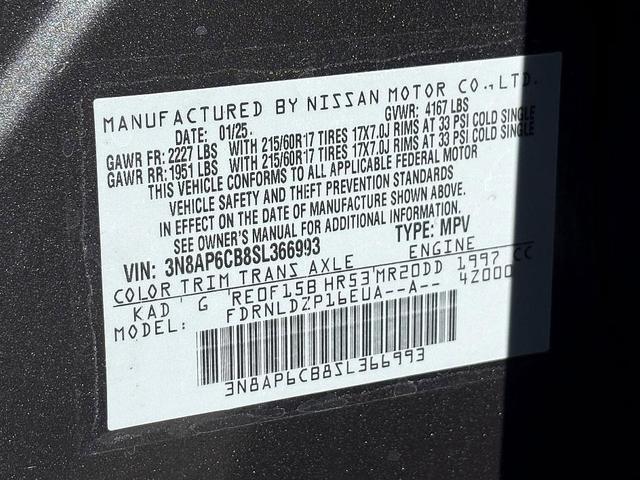 MANUFACTURED BY NISSAN MOTOR CO., LTD.
DATE: 01/25. GVWR: 4167 LBS
GAWR FR: 2227 LBS WITH 215/60R17 TIRES 17X7.0J RIMS AT 33 PSI COLD SINGLE
GAWR RR: 1951 LBS WITH 215/60R17 TIRES 17X7.0J RIMS AT 33 PSI COLD SINGLE
THIS VEHICLE CONFORMS TO ALL APPLICABLE FEDERAL MOTOR
VEHICLE SAFETY AND THEFT PREVENTION STANDARDS
IN EFFECT ON THE DATE OF MANUFACTURE SHOWN ABOVE.
SEE OWNER'S MANUAL FOR ADDITIONAL INFORMATION.
VIN: 3N8AP6CB8SL366993 TYPE: MPV
COLOR TRIM TRANS AXLE ENGINE
KAD G RE0F15B HR53 MR20DD 1997 CC
MODEL: FDRNLDZP16EUA--A-- 4Z000
3N8AP6CB8SL366993